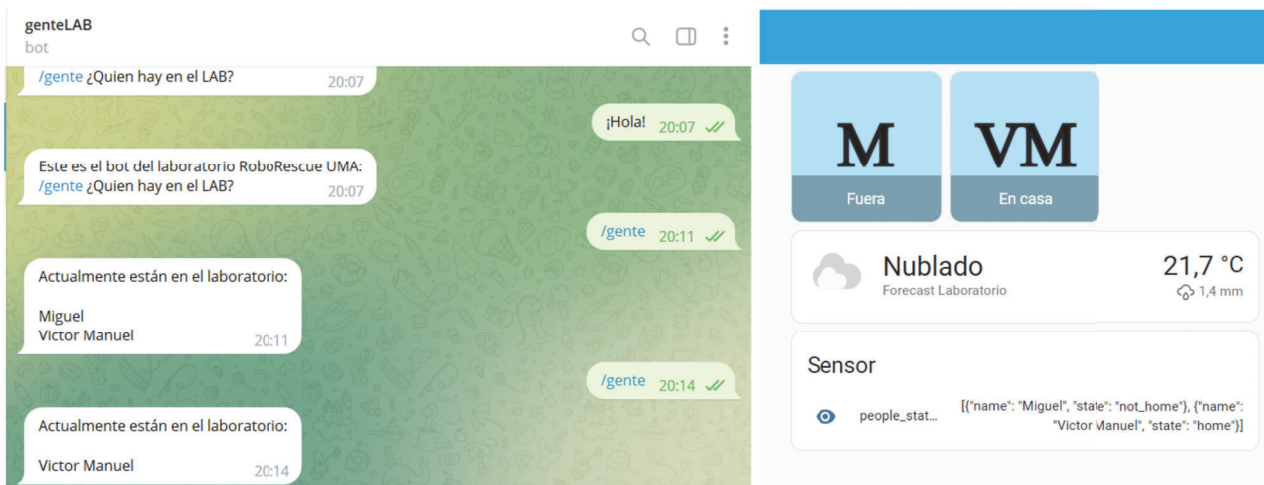 genteLAB
bot
/gente ¿Quien hay en el LAB?
20:07
¡Hola! 20:07
Este es el bot del laboratorio RoboRescue UMA:
/gente ¿Quien hay en el LAB?
20:07
/gente 20:11
Actualmente están en el laboratorio:
Miguel
Victor Manuel
20:11
/gente 20:14
Actualmente están en el laboratorio:
Victor Manuel
20:14
M
Fuera
VM
En casa
Nublado
Forecast Laboratorio
21,7 °C
1,4 mm
Sensor
people_stat...
[{"name": "Miguel", "state": "not_home"}, {"name":
"Victor Manuel", "state": "home"}]